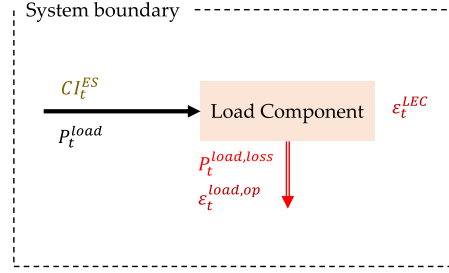 System boundary
CI_t^{ES}
Load Component
ε_t^{LEC}
P_t^{load}
P_t^{load,loss}
ε_t^{load,op}